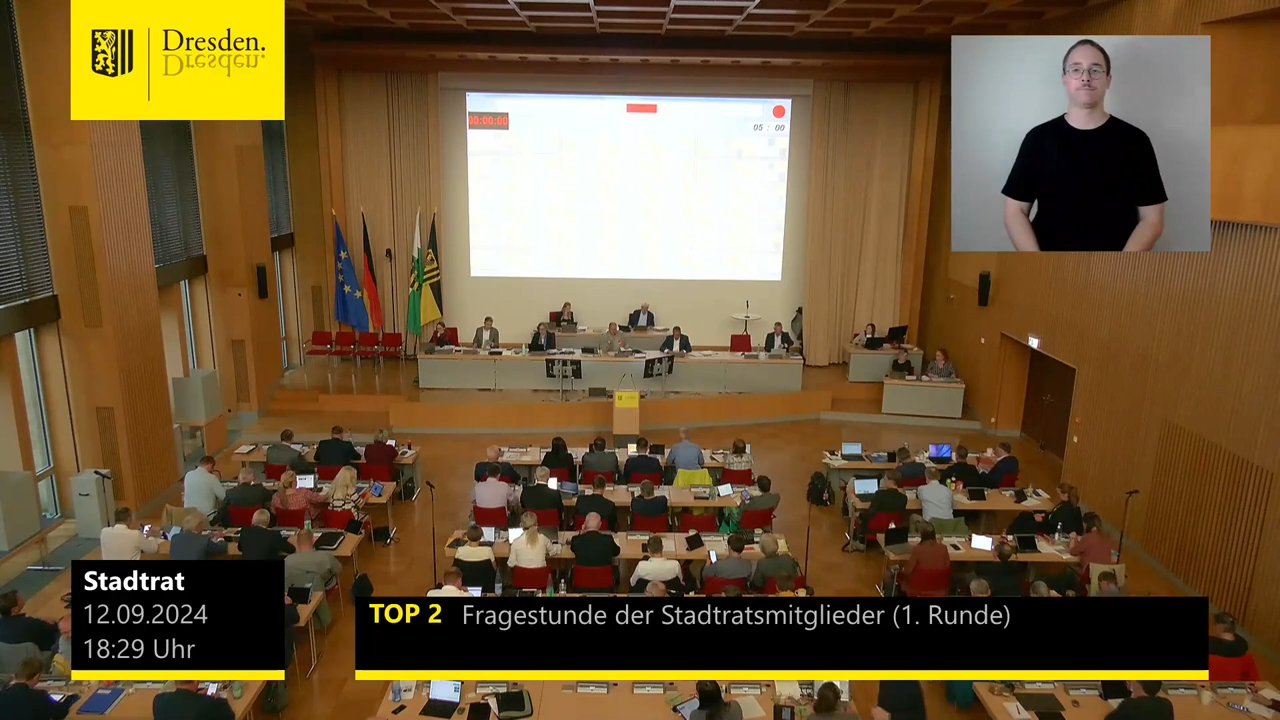 Dresden.
Dresden.
00:00:00
05 : 00
Stadtrat
12.09.2024
18:29 Uhr
TOP 2 Fragestunde der Stadtratsmitglieder (1. Runde)